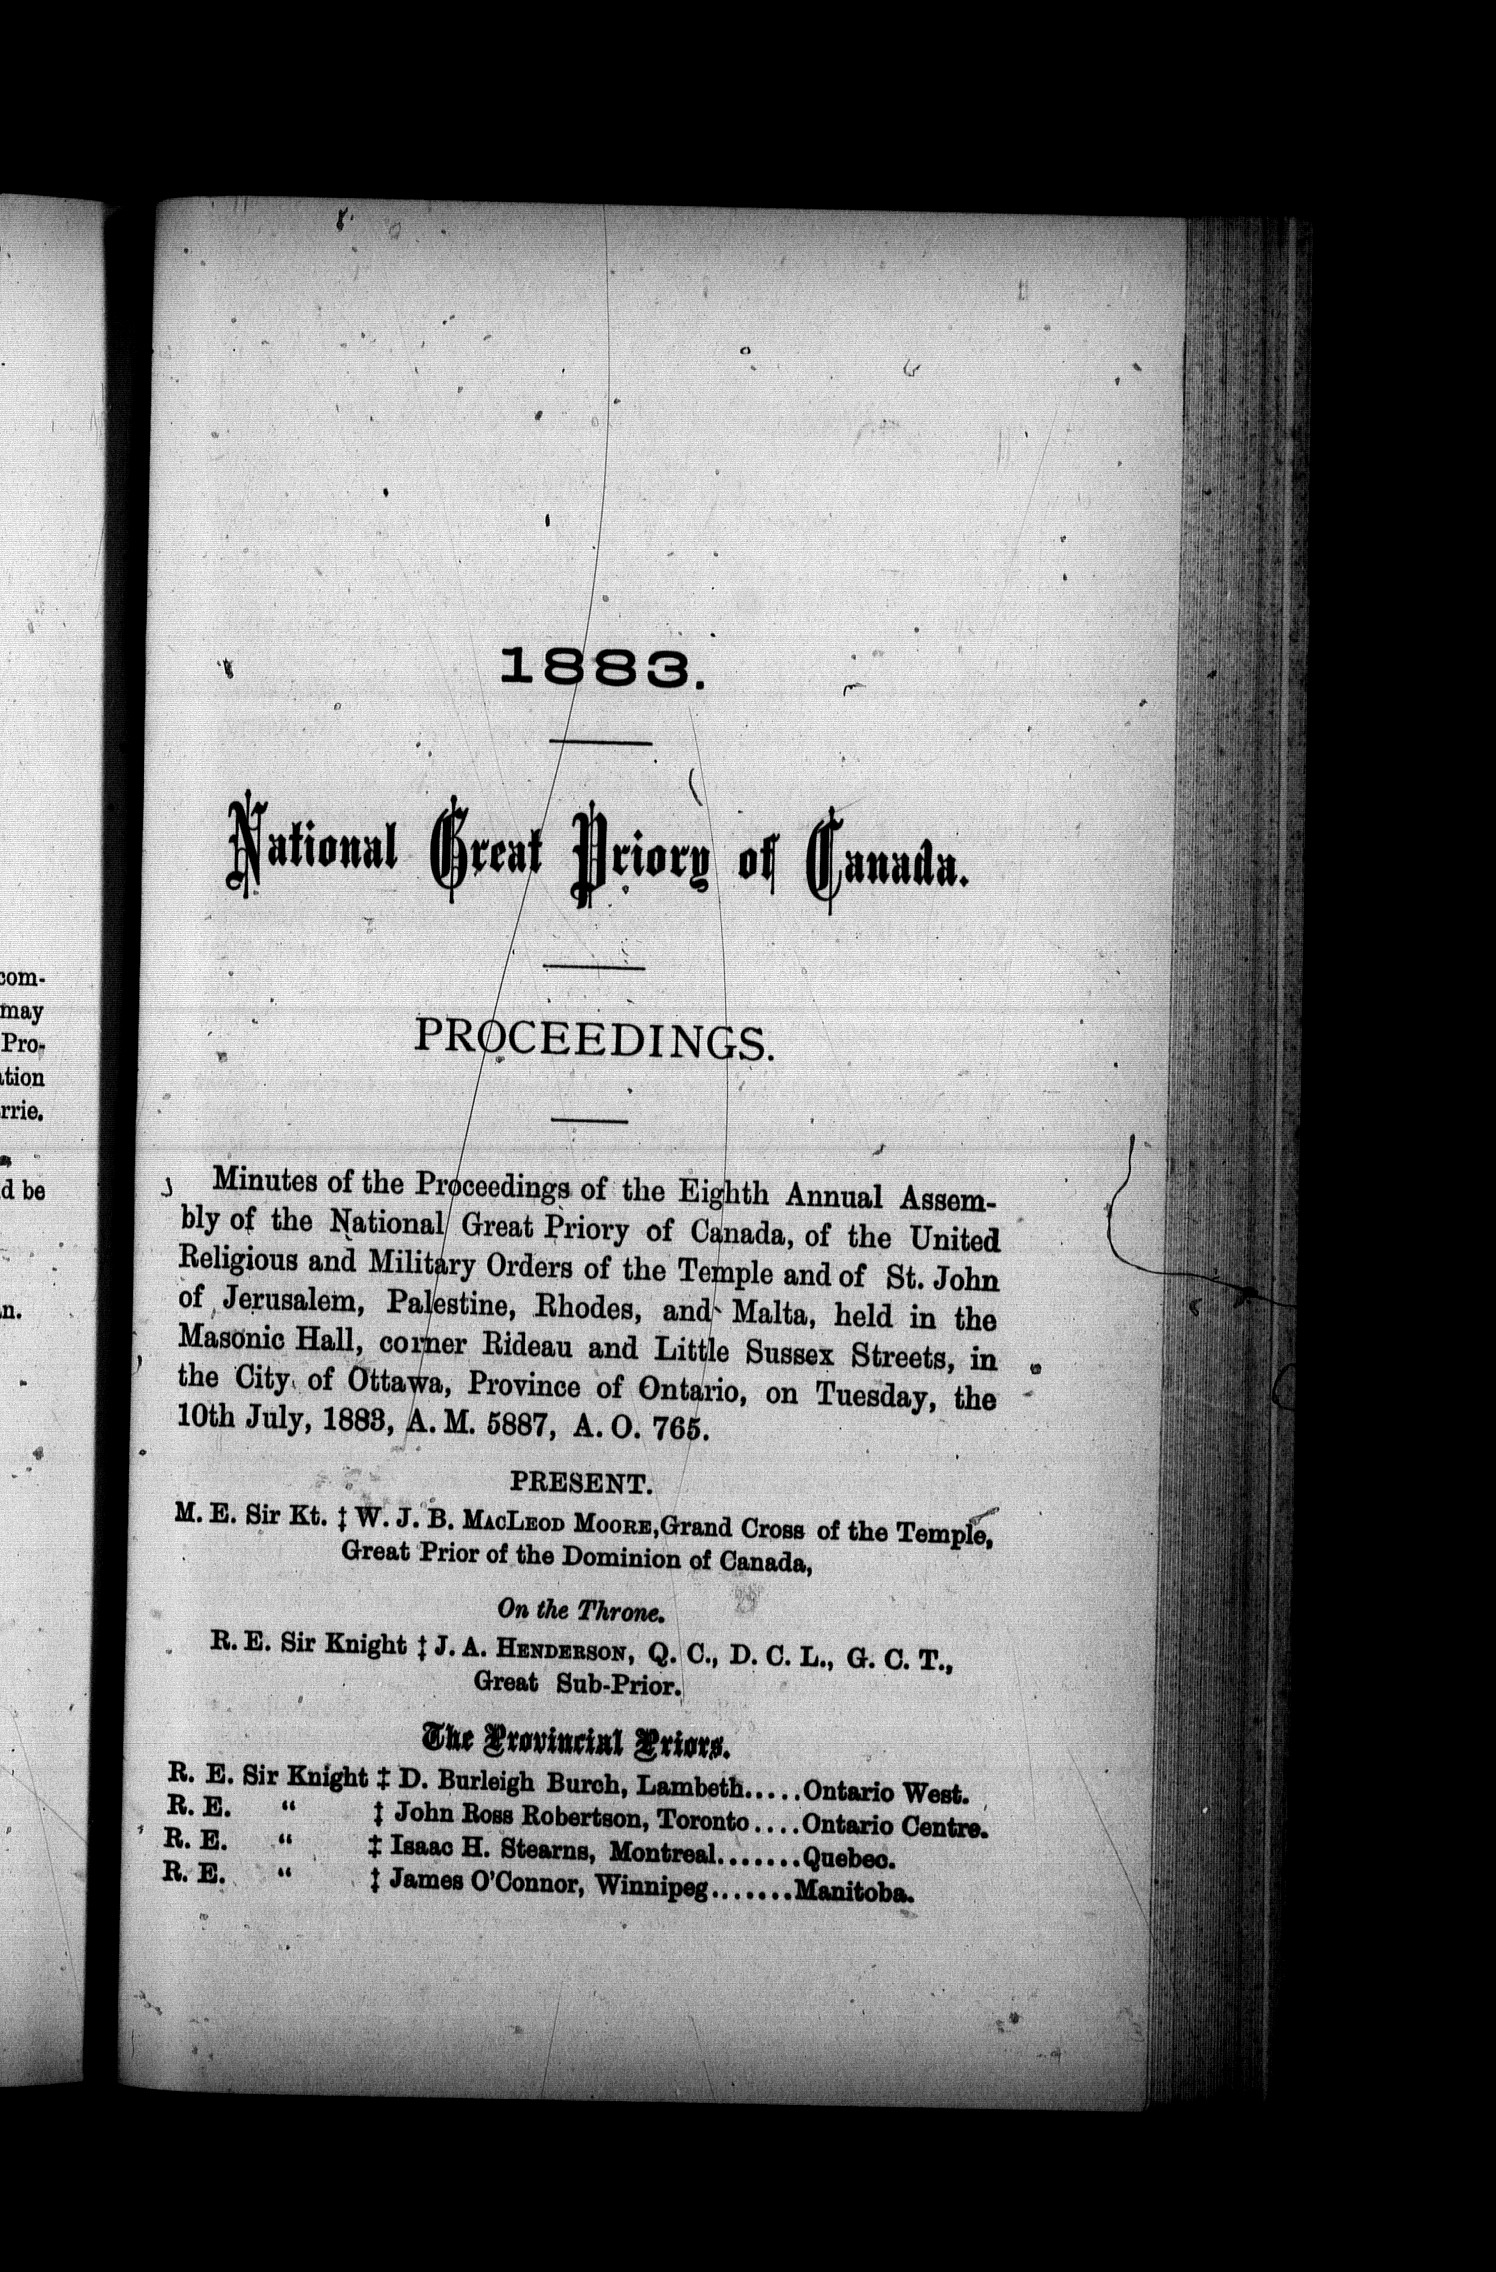 com-
may
Pro-
ation
rrie.
d be
n.
1883.
National Great Priory of Canada.
PROCEEDINGS.
Minutes of the Proceedings of the Eighth Annual Assem-
bly of the National Great Priory of Canada, of the United
Religious and Military Orders of the Temple and of St. John
of Jerusalem, Palestine, Rhodes, and Malta, held in the
Masonic Hall, corner Rideau and Little Sussex Streets, in
the City of Ottawa, Province of Ontario, on Tuesday, the
10th July, 1883, A. M. 5887, A. O. 765.
PRESENT.
M. E. Sir Kt. ‡ W. J. B. MACLEOD MOORE, Grand Cross of the Temple,
Great Prior of the Dominion of Canada,
On the Throne.
R. E. Sir Knight ‡ J. A. HENDERSON, Q. C., D. C. L., G. C. T.,
Great Sub-Prior.
The Provincial Priors.
R. E. Sir Knight ‡ D. Burleigh Burch, Lambeth.....Ontario West.
R. E. “ ‡ John Ross Robertson, Toronto....Ontario Centre.
R. E. “ ‡ Isaac H. Stearns, Montreal.......Quebec.
R. E. “ ‡ James O'Connor, Winnipeg.......Manitoba.